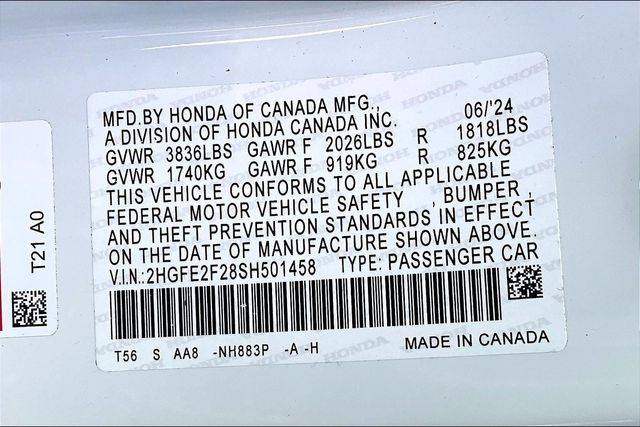 MFD.BY HONDA OF CANADA MFG., 06/'24
A DIVISION OF HONDA CANADA INC.
GVWR 3836LBS GAWR F 2026LBS R 1818LBS
GVWR 1740KG GAWR F 919KG R 825KG
THIS VEHICLE CONFORMS TO ALL APPLICABLE
FEDERAL MOTOR VEHICLE SAFETY , BUMPER ,
AND THEFT PREVENTION STANDARDS IN EFFECT
ON THE DATE OF MANUFACTURE SHOWN ABOVE.
V.I.N.:2HGFE2F28SH501458 TYPE: PASSENGER CAR
T56 S AA8 -NH883P -A -H MADE IN CANADA
T21 A0